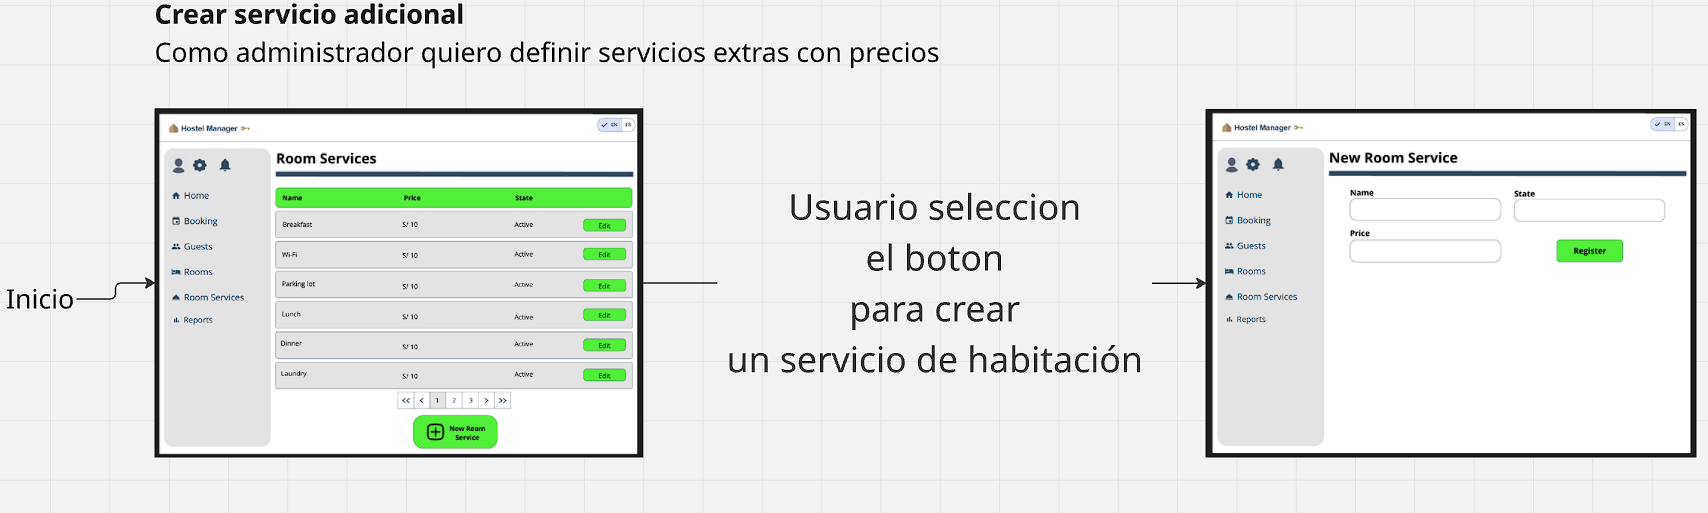 Crear servicio adicional
Como administrador quiero definir servicios extras con precios
Inicio
Hostel Manager
EN ES
Home
Booking
Guests
Rooms
Room Services
Reports
Room Services
Name Price State
Breakfast S/ 10 Active Edit
Wi-Fi S/ 10 Active Edit
Parking lot S/ 10 Active Edit
Lunch S/ 10 Active Edit
Dinner S/ 10 Active Edit
Laundry S/ 10 Active Edit
<< < 1 2 3 > >>
New Room
Service
Usuario seleccion
el boton
para crear
un servicio de habitación
Hostel Manager
EN ES
Home
Booking
Guests
Rooms
Room Services
Reports
New Room Service
Name State
Price
Register